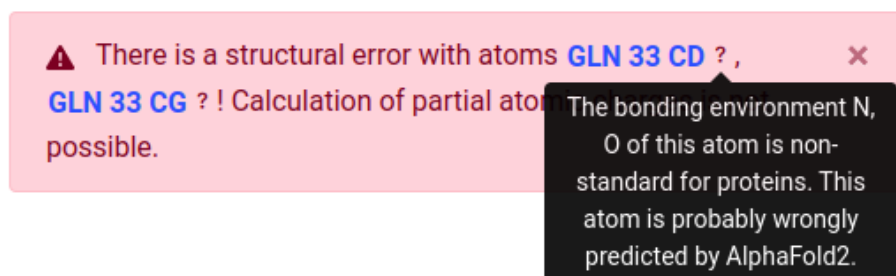 There is a structural error with atoms GLN 33 CD ? ,
GLN 33 CG ? ! Calculation of partial atom
possible.
The bonding environment N,
O of this atom is non-
standard for proteins. This
atom is probably wrongly
predicted by AlphaFold2.